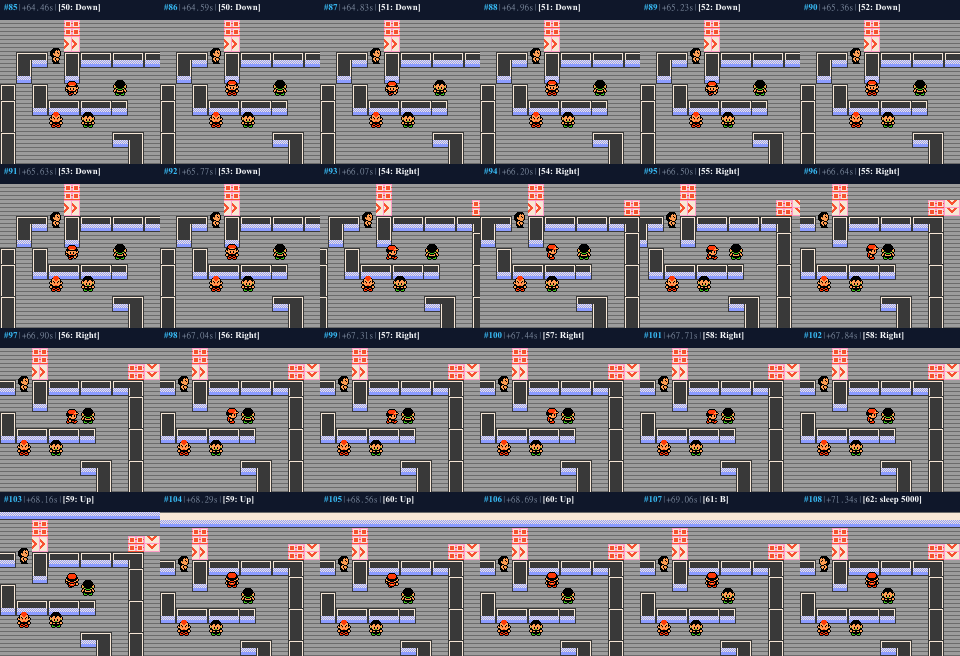 #85|+64.46s| [50: Down] #86|+64.59s| [50: Down] #87|+64.83s| [51: Down] #88|+64.96s| [51: Down] #89|+65.23s| [52: Down] #90|+65.36s| [52: Down]
#91|+65.63s| [53: Down] #92|+65.77s| [53: Down] #93|+66.07s| [54: Right] #94|+66.20s| [54: Right] #95|+66.50s| [55: Right] #96|+66.64s| [55: Right]
#97|+66.90s| [56: Right] #98|+67.04s| [56: Right] #99|+67.31s| [57: Right] #100|+67.44s| [57: Right] #101|+67.71s| [58: Right] #102|+67.84s| [58: Right]
#103|+68.16s| [59: Up] #104|+68.29s| [59: Up] #105|+68.56s| [60: Up] #106|+68.69s| [60: Up] #107|+69.06s| [61: B] #108|+71.34s| [62: sleep 5000]